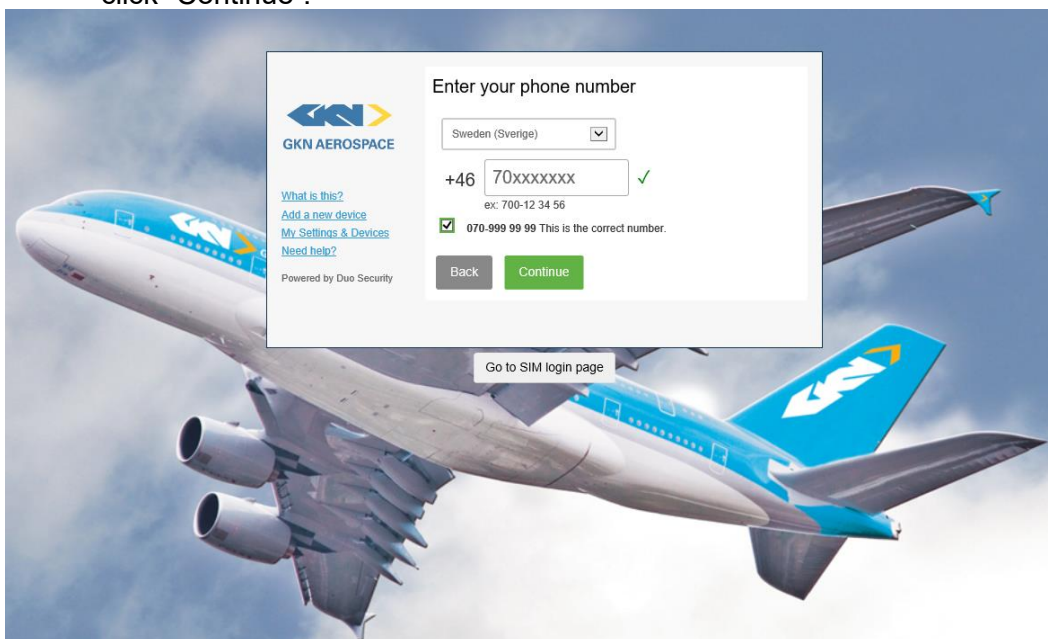 click "Continue".
Enter your phone number
GKN AEROSPACE
Sweden (Sverige)
+46 70xxxxxxx
ex: 700-12 34 56
070-999 99 99 This is the correct number.
What is this?
Add a new device
My Settings & Devices
Need help?
Powered by Duo Security
Back
Continue
Go to SIM login page
GKN
GKN